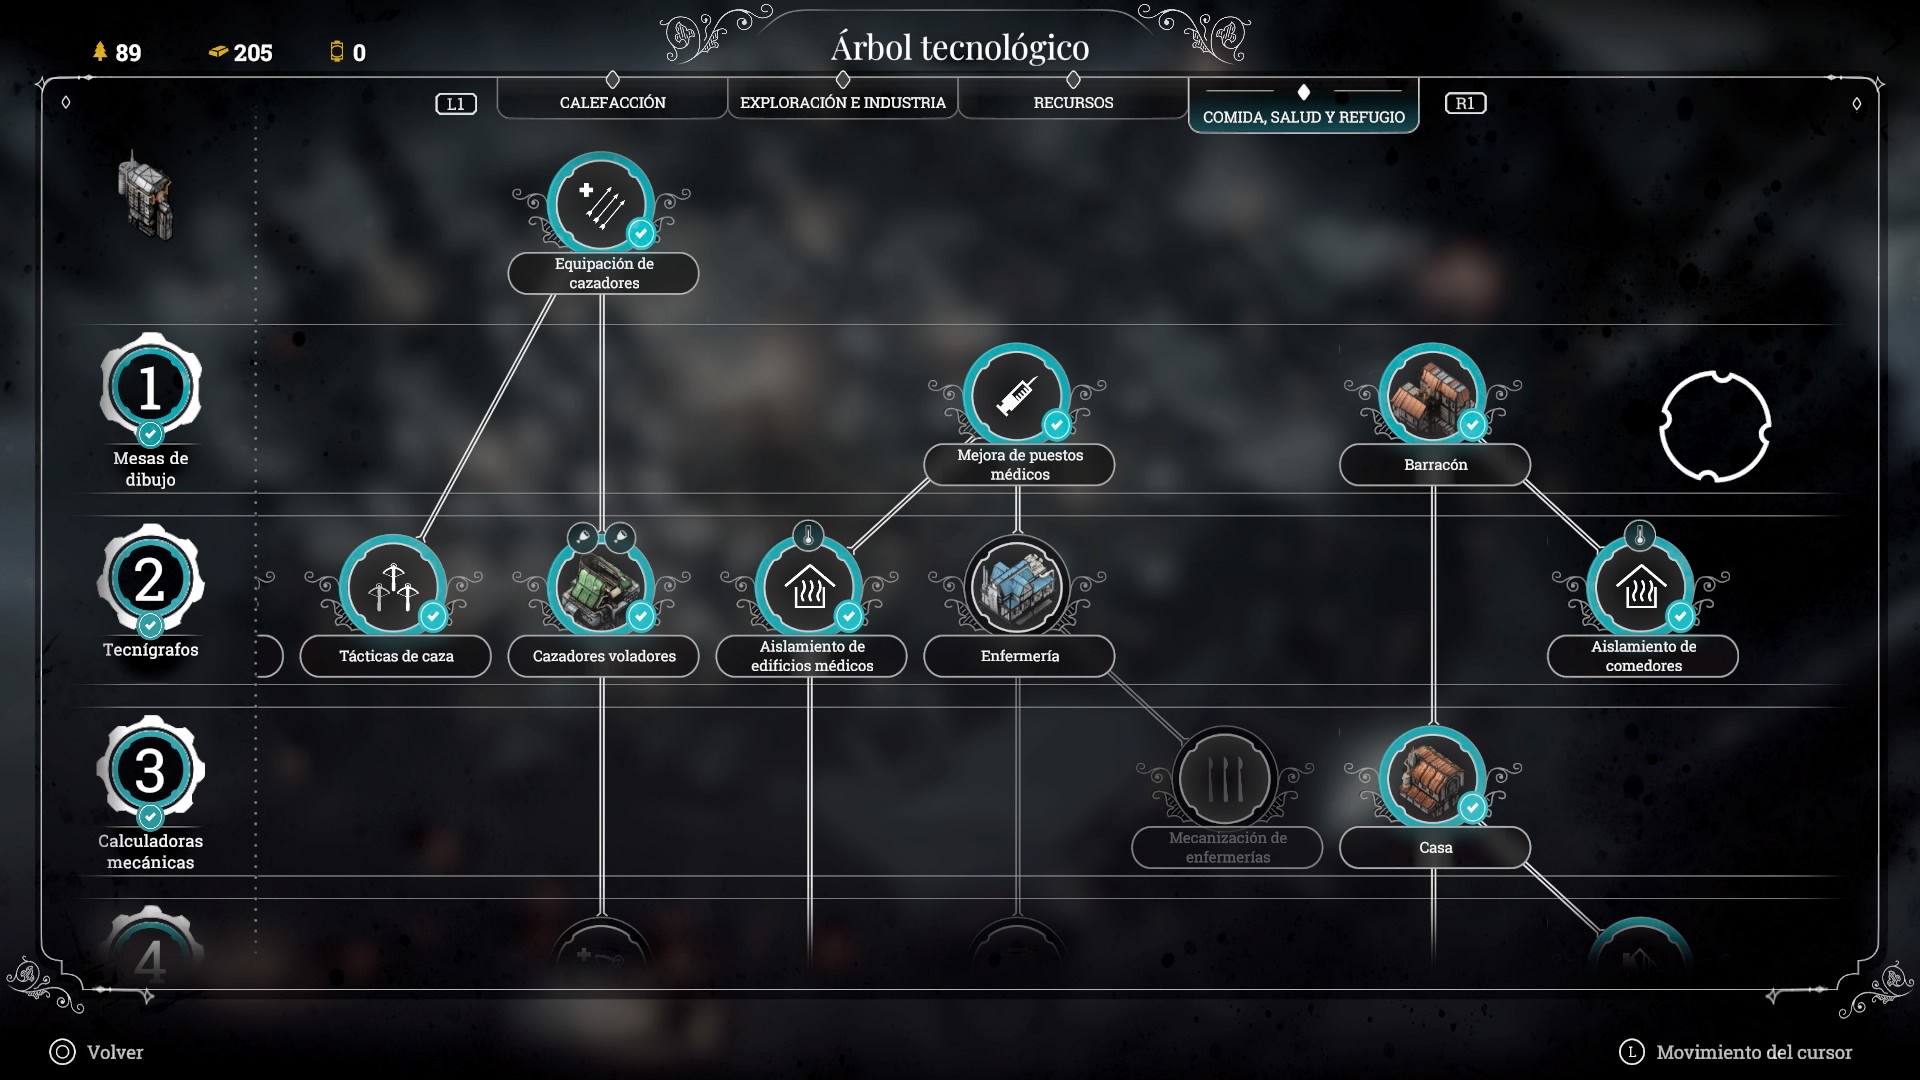 89
205
0
Árbol tecnológico
L1
CALEFACCIÓN
EXPLORACIÓN E INDUSTRIA
RECURSOS
COMIDA, SALUD Y REFUGIO
R1
Equipación de
cazadores
1
Mesas de
dibujo
Mejora de puestos
médicos
Barracón
2
Tecnígrafos
Tácticas de caza
Cazadores voladores
Aislamiento de
edificios médicos
Enfermería
Aislamiento de
comedores
3
Calculadoras
mecánicas
Mecanización de
enfermerías
Casa
4
Volver
L
Movimiento del cursor